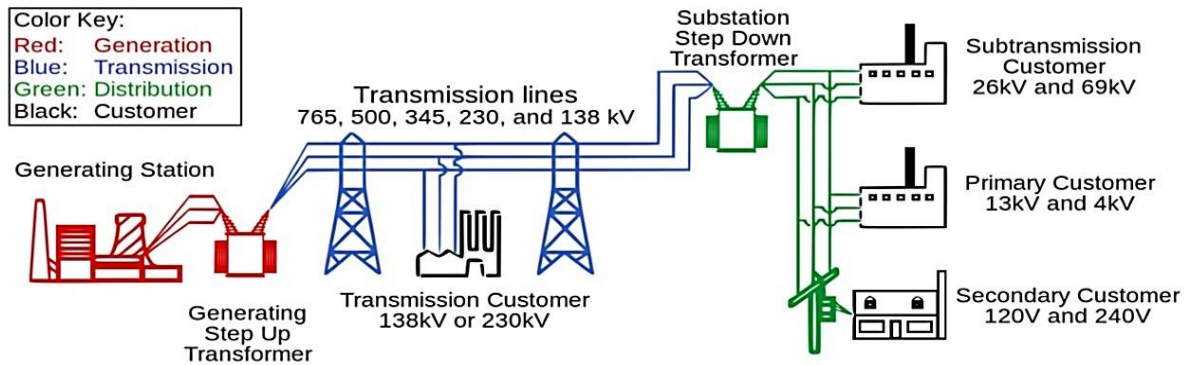 Color Key:
Red: Generation
Blue: Transmission
Green: Distribution
Black: Customer
Generating Station
Generating
Step Up
Transformer
Transmission lines
765, 500, 345, 230, and 138 kV
Transmission Customer
138kV or 230kV
Substation
Step Down
Transformer
Subtransmission
Customer
26kV and 69kV
Primary Customer
13kV and 4kV
Secondary Customer
120V and 240V